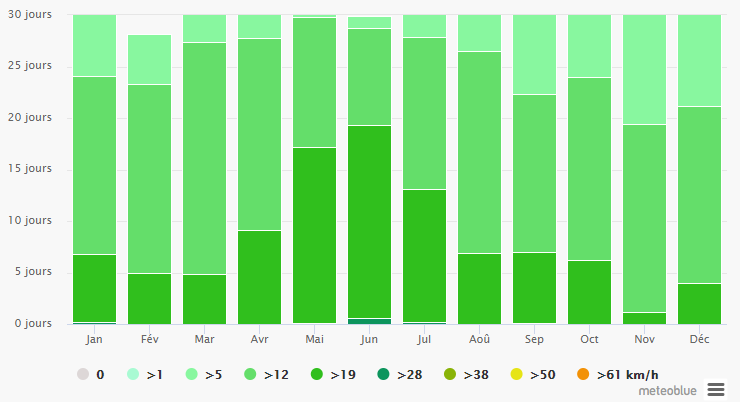 30 jours
25 jours
20 jours
15 jours
10 jours
5 jours
0 jours
Jan Fév Mar Avr Mai Jun Jul Aoû Sep Oct Nov Déc
0 >1 >5 >12 >19 >28 >38 >50 >61 km/h
meteoblue